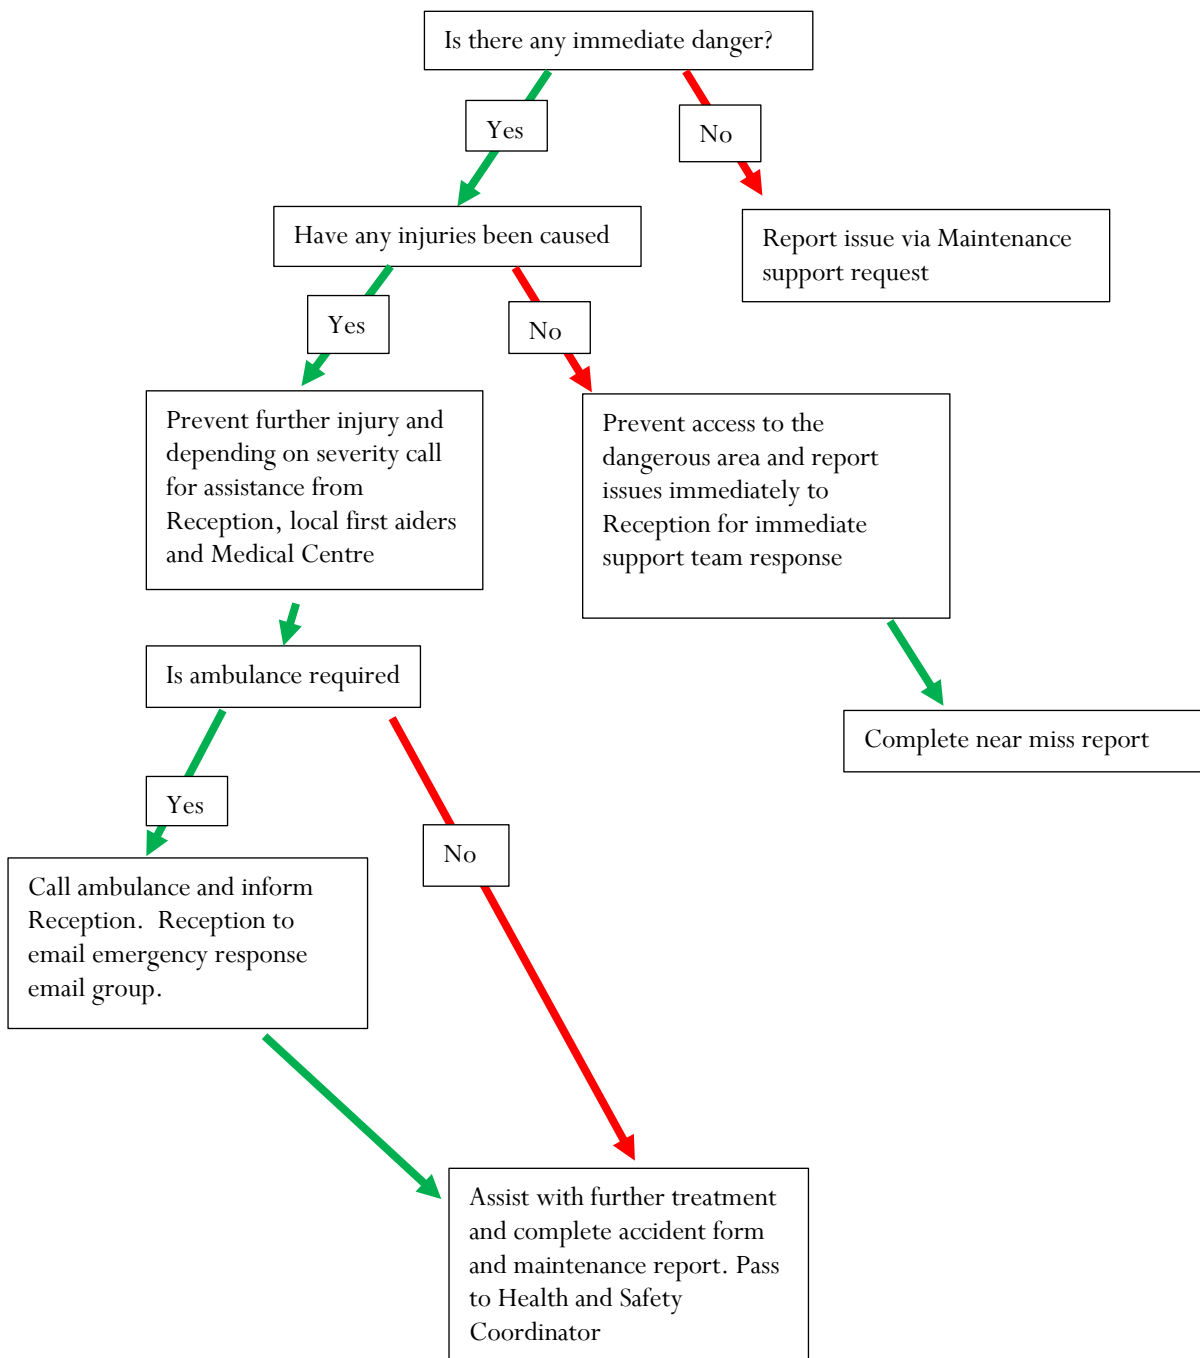 Is there any immediate danger?
Yes
No
Have any injuries been caused
Report issue via Maintenance
support request
Yes
No
Prevent further injury and
depending on severity call
for assistance from
Reception, local first aiders
and Medical Centre
Prevent access to the
dangerous area and report
issues immediately to
Reception for immediate
support team response
Is ambulance required
Complete near miss report
Yes
No
Call ambulance and inform
Reception.  Reception to
email emergency response
email group.
Assist with further treatment
and complete accident form
and maintenance report. Pass
to Health and Safety
Coordinator